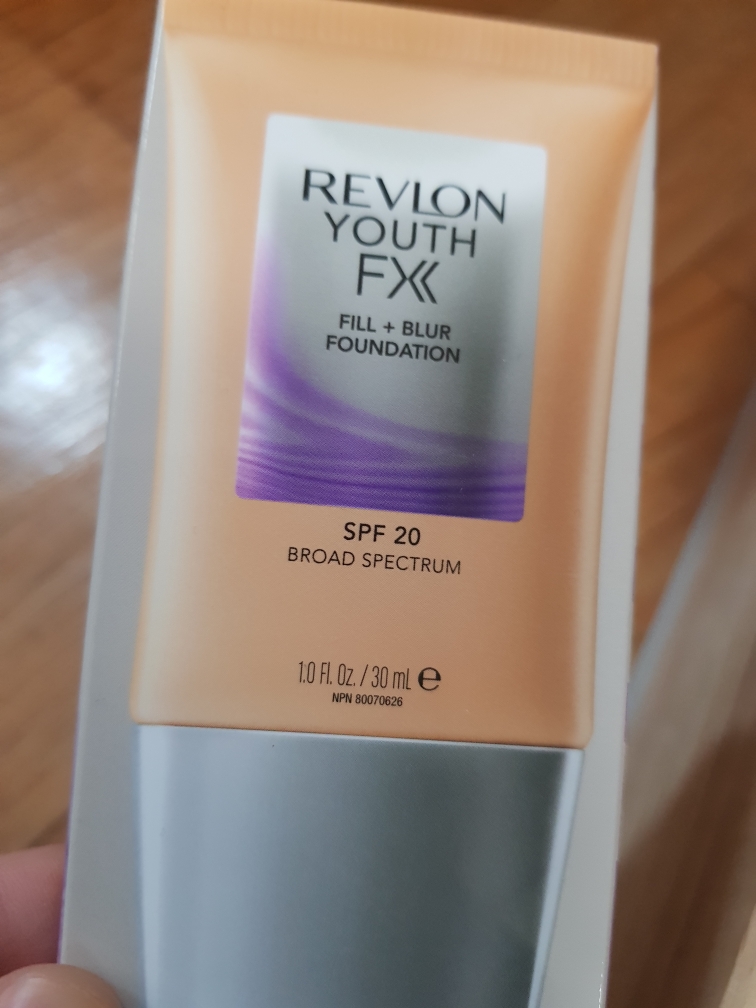 REVLON
YOUTH
FX
FILL + BLUR
FOUNDATION
SPF 20
BROAD SPECTRUM
1.0 Fl. Oz. / 30 mL ℮
NPN 80070626